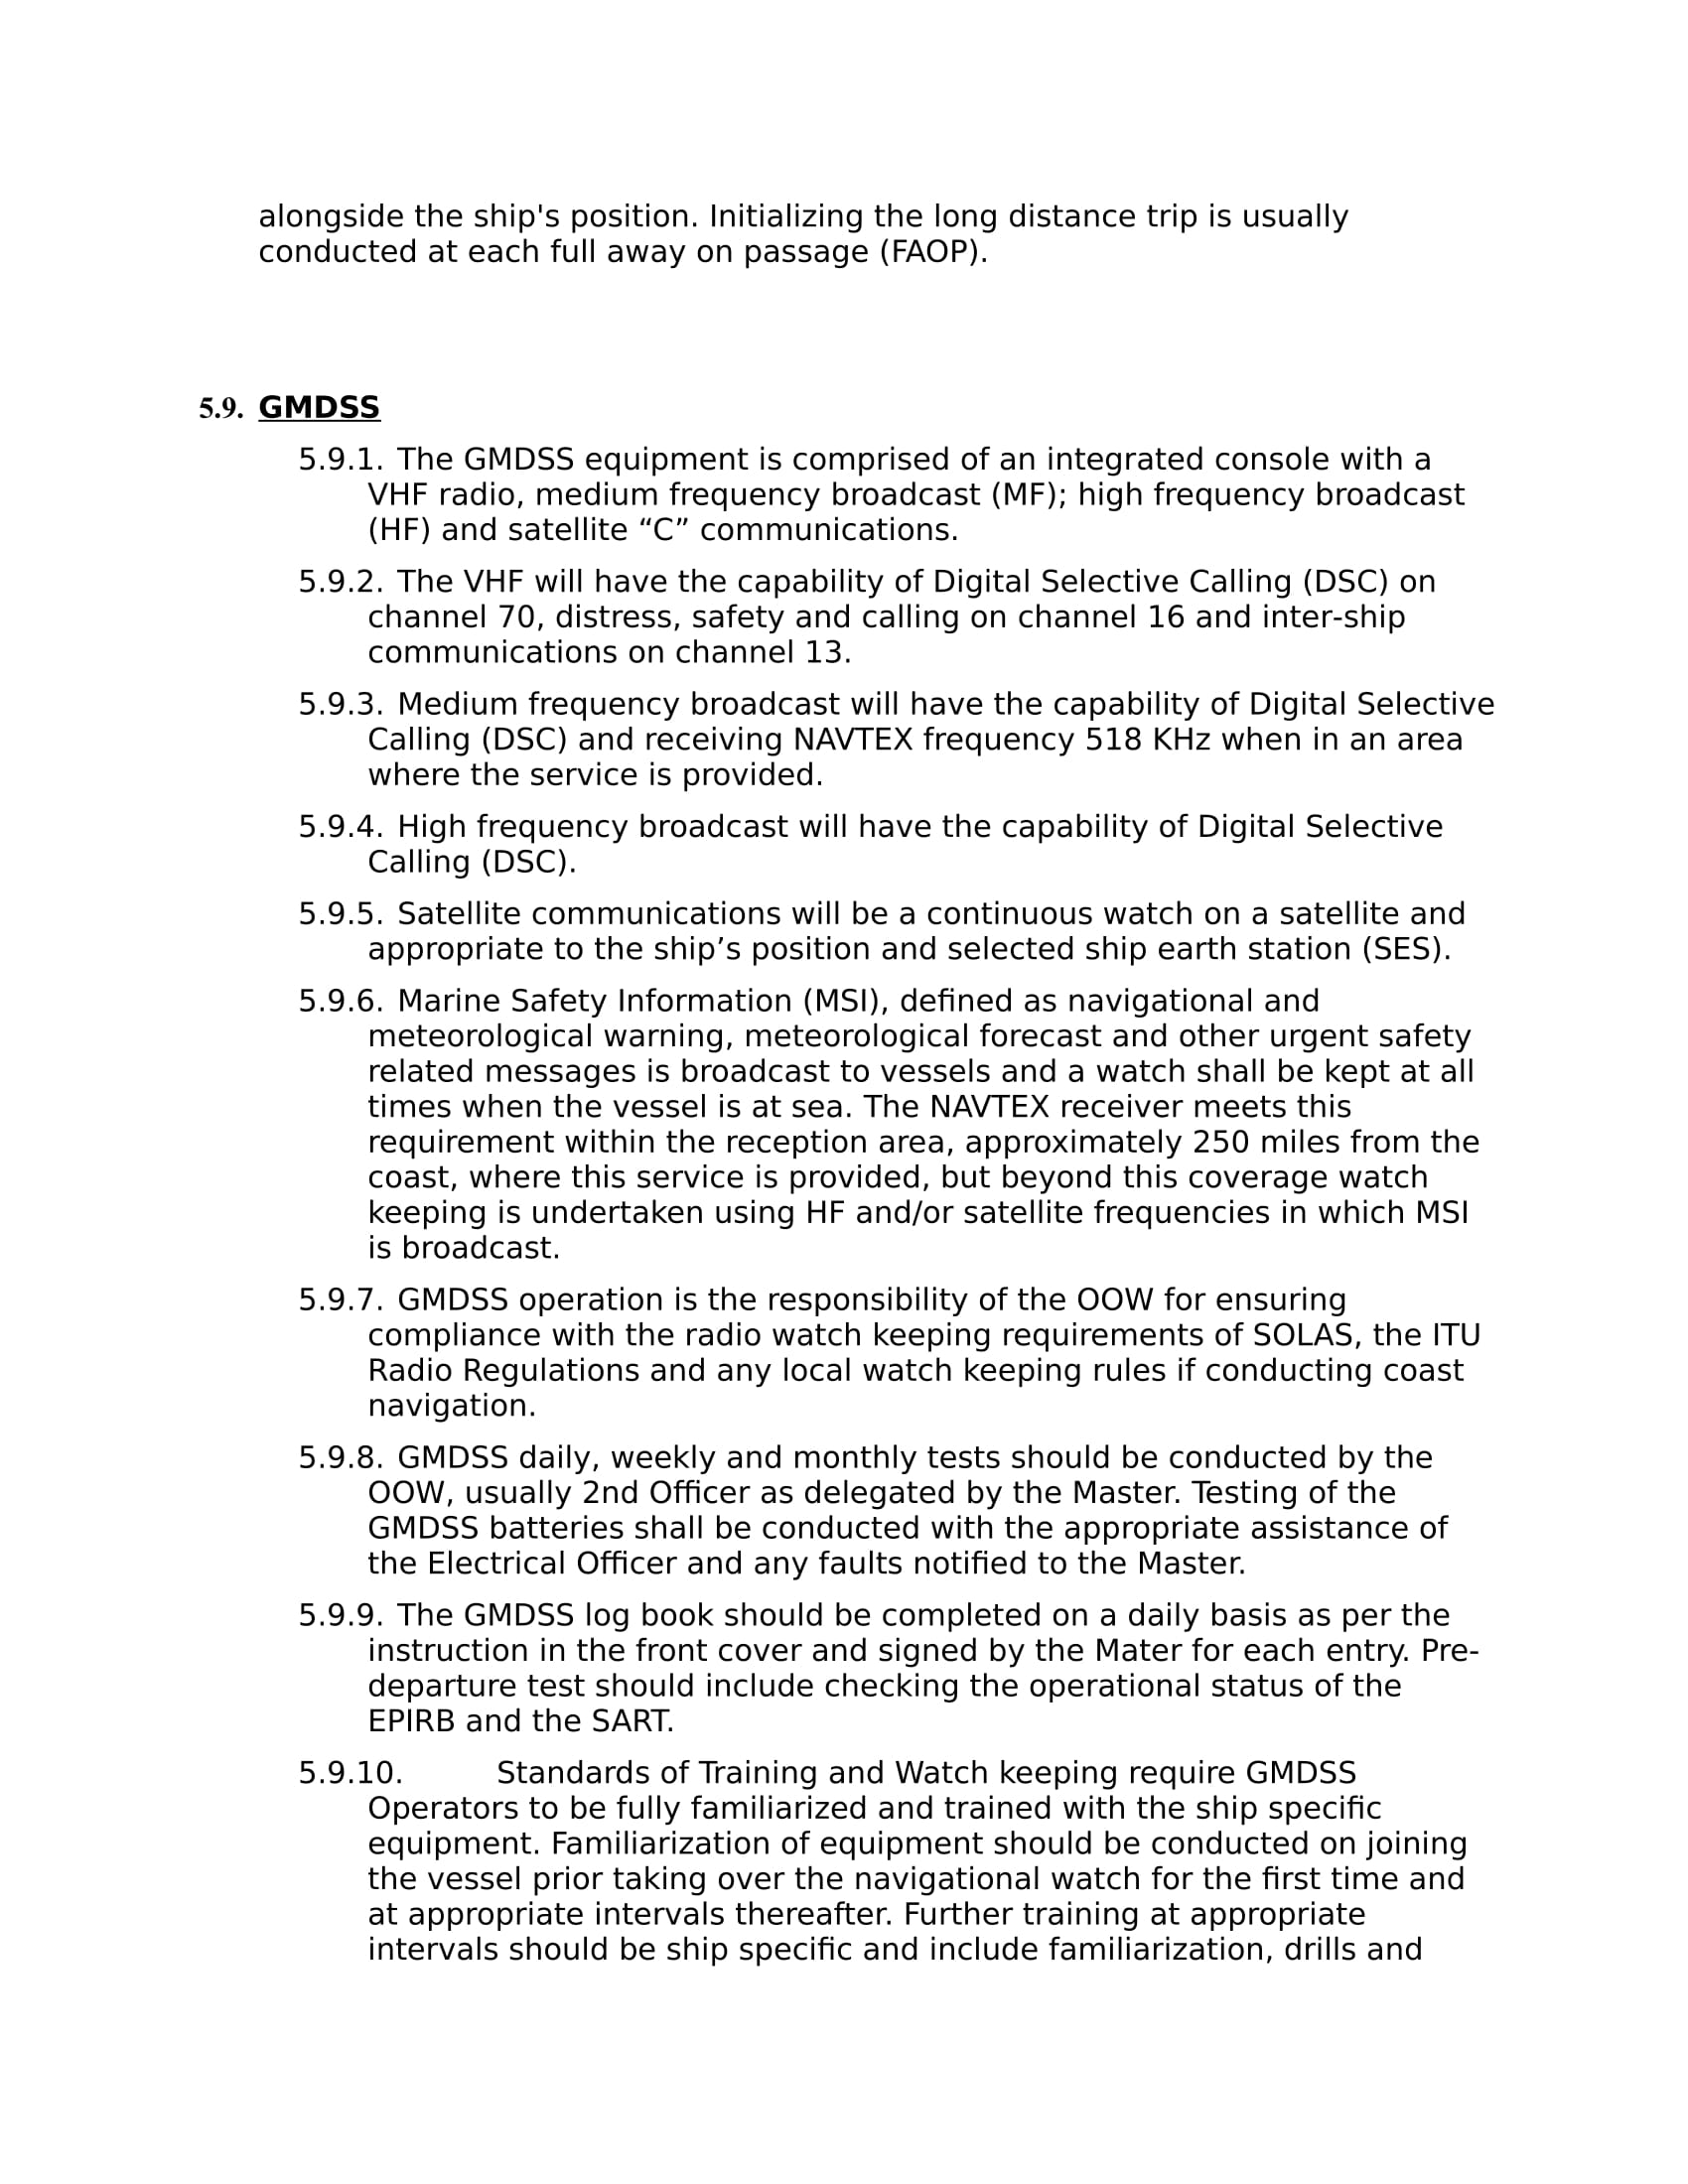 alongside the ship's position. Initializing the long distance trip is usually
conducted at each full away on passage (FAOP).
5.9. GMDSS
5.9.1. The GMDSS equipment is comprised of an integrated console with a
VHF radio, medium frequency broadcast (MF); high frequency broadcast
(HF) and satellite “C” communications.
5.9.2. The VHF will have the capability of Digital Selective Calling (DSC) on
channel 70, distress, safety and calling on channel 16 and inter-ship
communications on channel 13.
5.9.3. Medium frequency broadcast will have the capability of Digital Selective
Calling (DSC) and receiving NAVTEX frequency 518 KHz when in an area
where the service is provided.
5.9.4. High frequency broadcast will have the capability of Digital Selective
Calling (DSC).
5.9.5. Satellite communications will be a continuous watch on a satellite and
appropriate to the ship’s position and selected ship earth station (SES).
5.9.6. Marine Safety Information (MSI), defined as navigational and
meteorological warning, meteorological forecast and other urgent safety
related messages is broadcast to vessels and a watch shall be kept at all
times when the vessel is at sea. The NAVTEX receiver meets this
requirement within the reception area, approximately 250 miles from the
coast, where this service is provided, but beyond this coverage watch
keeping is undertaken using HF and/or satellite frequencies in which MSI
is broadcast.
5.9.7. GMDSS operation is the responsibility of the OOW for ensuring
compliance with the radio watch keeping requirements of SOLAS, the ITU
Radio Regulations and any local watch keeping rules if conducting coast
navigation.
5.9.8. GMDSS daily, weekly and monthly tests should be conducted by the
OOW, usually 2nd Officer as delegated by the Master. Testing of the
GMDSS batteries shall be conducted with the appropriate assistance of
the Electrical Officer and any faults notified to the Master.
5.9.9. The GMDSS log book should be completed on a daily basis as per the
instruction in the front cover and signed by the Mater for each entry. Pre-
departure test should include checking the operational status of the
EPIRB and the SART.
5.9.10. Standards of Training and Watch keeping require GMDSS
Operators to be fully familiarized and trained with the ship specific
equipment. Familiarization of equipment should be conducted on joining
the vessel prior taking over the navigational watch for the first time and
at appropriate intervals thereafter. Further training at appropriate
intervals should be ship specific and include familiarization, drills and